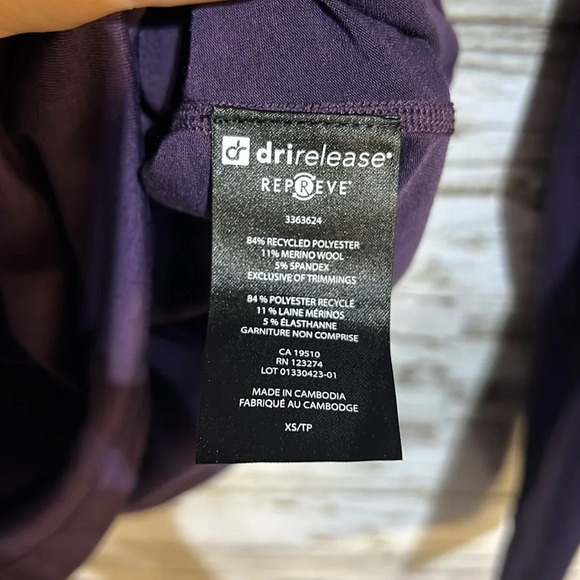 dr drirelease®
REPREVE®
3363624
84% RECYCLED POLYESTER
11% MERINO WOOL
5% SPANDEX
EXCLUSIVE OF TRIMMINGS
84 % POLYESTER RECYCLE
11 % LAINE MÉRINOS
5 % ÉLASTHANNE
GARNITURE NON COMPRISE
CA 19510
RN 123274
LOT 01330423-01
MADE IN CAMBODIA
FABRIQUÉ AU CAMBODGE
XS/TP